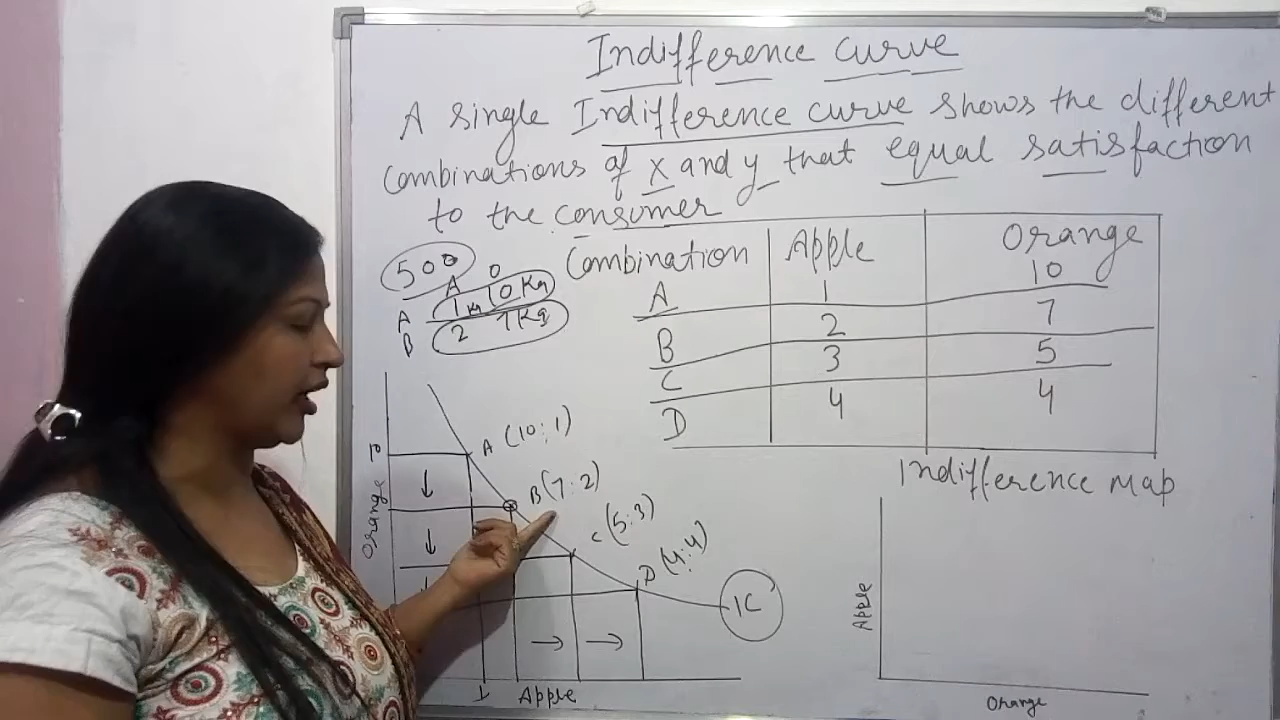 Indifference curve
A single Indifference curve shows the different
combinations of x and y that equal satisfaction
to the consumer
500
A O
A 1kg 10Kg
B 2 7Kg
Combination Apple Orange
A 1 10
B 2 7
C 3 5
D 4 4
A (10:1)
B (7:2)
C (5:3)
D (4:4)
IC
Orange
Apple
Indifference Map
Apple
Orange